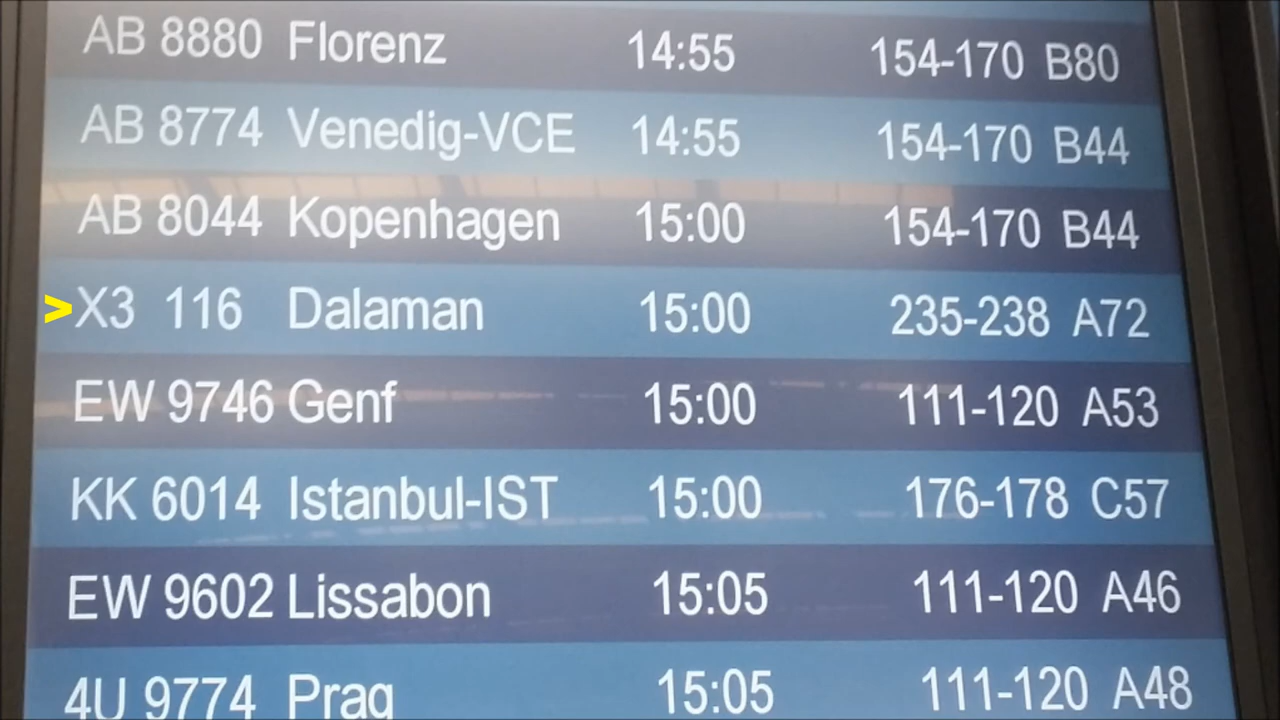 AB 8880 Florenz 14:55 154-170 B80
AB 8774 Venedig-VCE 14:55 154-170 B44
AB 8044 Kopenhagen 15:00 154-170 B44
>X3 116 Dalaman 15:00 235-238 A72
EW 9746 Genf 15:00 111-120 A53
KK 6014 Istanbul-IST 15:00 176-178 C57
EW 9602 Lissabon 15:05 111-120 A46
4U 9774 Prag 15:05 111-120 A48